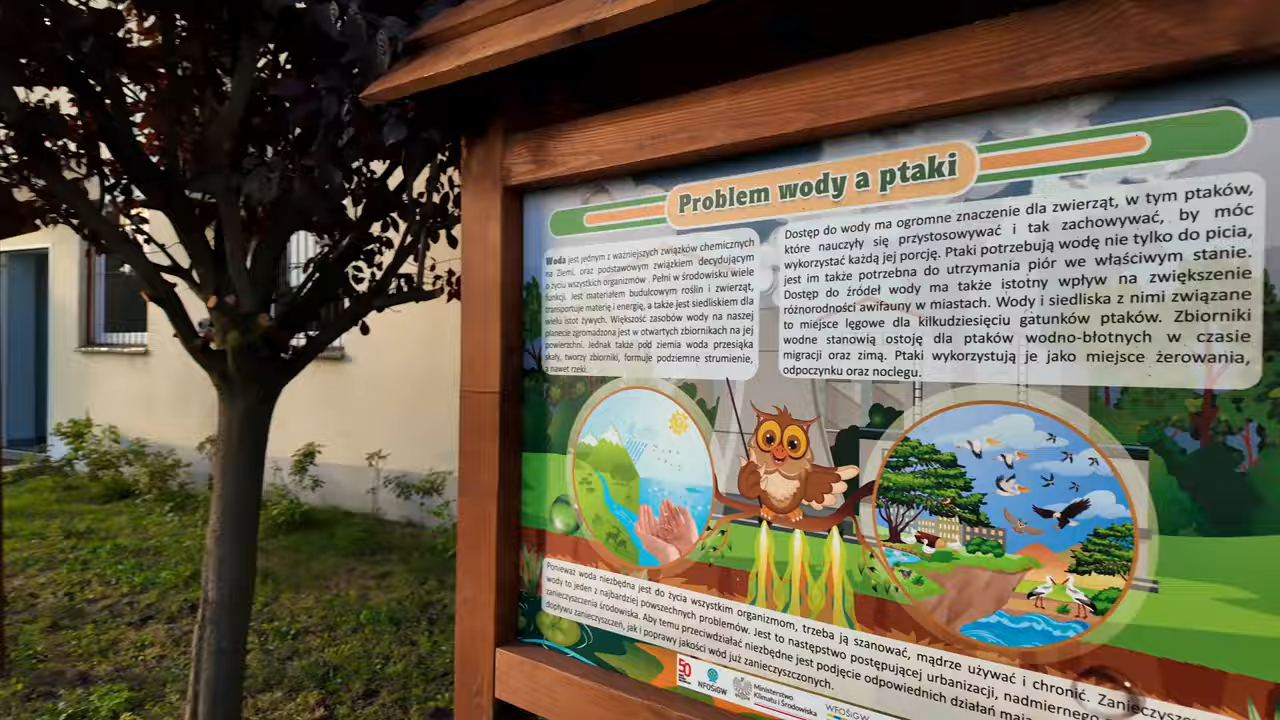 Problem wody a ptaki
Woda jest jednym z ważniejszych związków chemicznych
na Ziemi, oraz podstawowym związkiem decydującym
o życiu wszystkich organizmów . Pełni w środowisku wiele
funkcji. Jest materiałem budulcowym roślin i zwierząt,
transportuje materię i energię, a także jest siedliskiem dla
wielu istot żywych. Większość zasobów wody na naszej
planecie zgromadzona jest w otwartych zbiornikach na jej
powierzchni. Jednak także pod ziemia woda przesiąka
skały, tworzy zbiorniki, formuje podziemne strumienie,
a nawet rzeki.
Dostęp do wody ma ogromne znaczenie dla zwierząt, w tym ptaków,
które nauczyły się przystosowywać i tak zachowywać, by móc
wykorzystać każdą jej porcję. Ptaki potrzebują wodę nie tylko do picia,
jest im także potrzebna do utrzymania piór we właściwym stanie.
Dostęp do źródeł wody ma także istotny wpływ na zwiększenie
różnorodności awifauny w miastach. Wody i siedliska z nimi związane
to miejsce lęgowe dla kilkudziesięciu gatunków ptaków. Zbiorniki
wodne stanowią ostoję dla ptaków wodno-błotnych w czasie
migracji oraz zimą. Ptaki wykorzystują je jako miejsce żerowania,
odpoczynku oraz noclegu.
Ponieważ woda niezbędna jest do życia wszystkim organizmom, trzeba ją szanować, mądrze używać i chronić. Zanieczyszc
wody to jeden z najbardziej powszechnych problemów. Jest to następstwo postępującej urbanizacji, nadmiernego
zanieczyszczenia środowiska. Aby temu przeciwdziałać niezbędne jest podjęcie odpowiednich działań mają
dopływu zanieczyszczeń, jak i poprawy jakości wód już zanieczyszczonych.
50
NFOŚiGW
Ministerstwo
Klimatu i Środowiska
WFOŚiGW